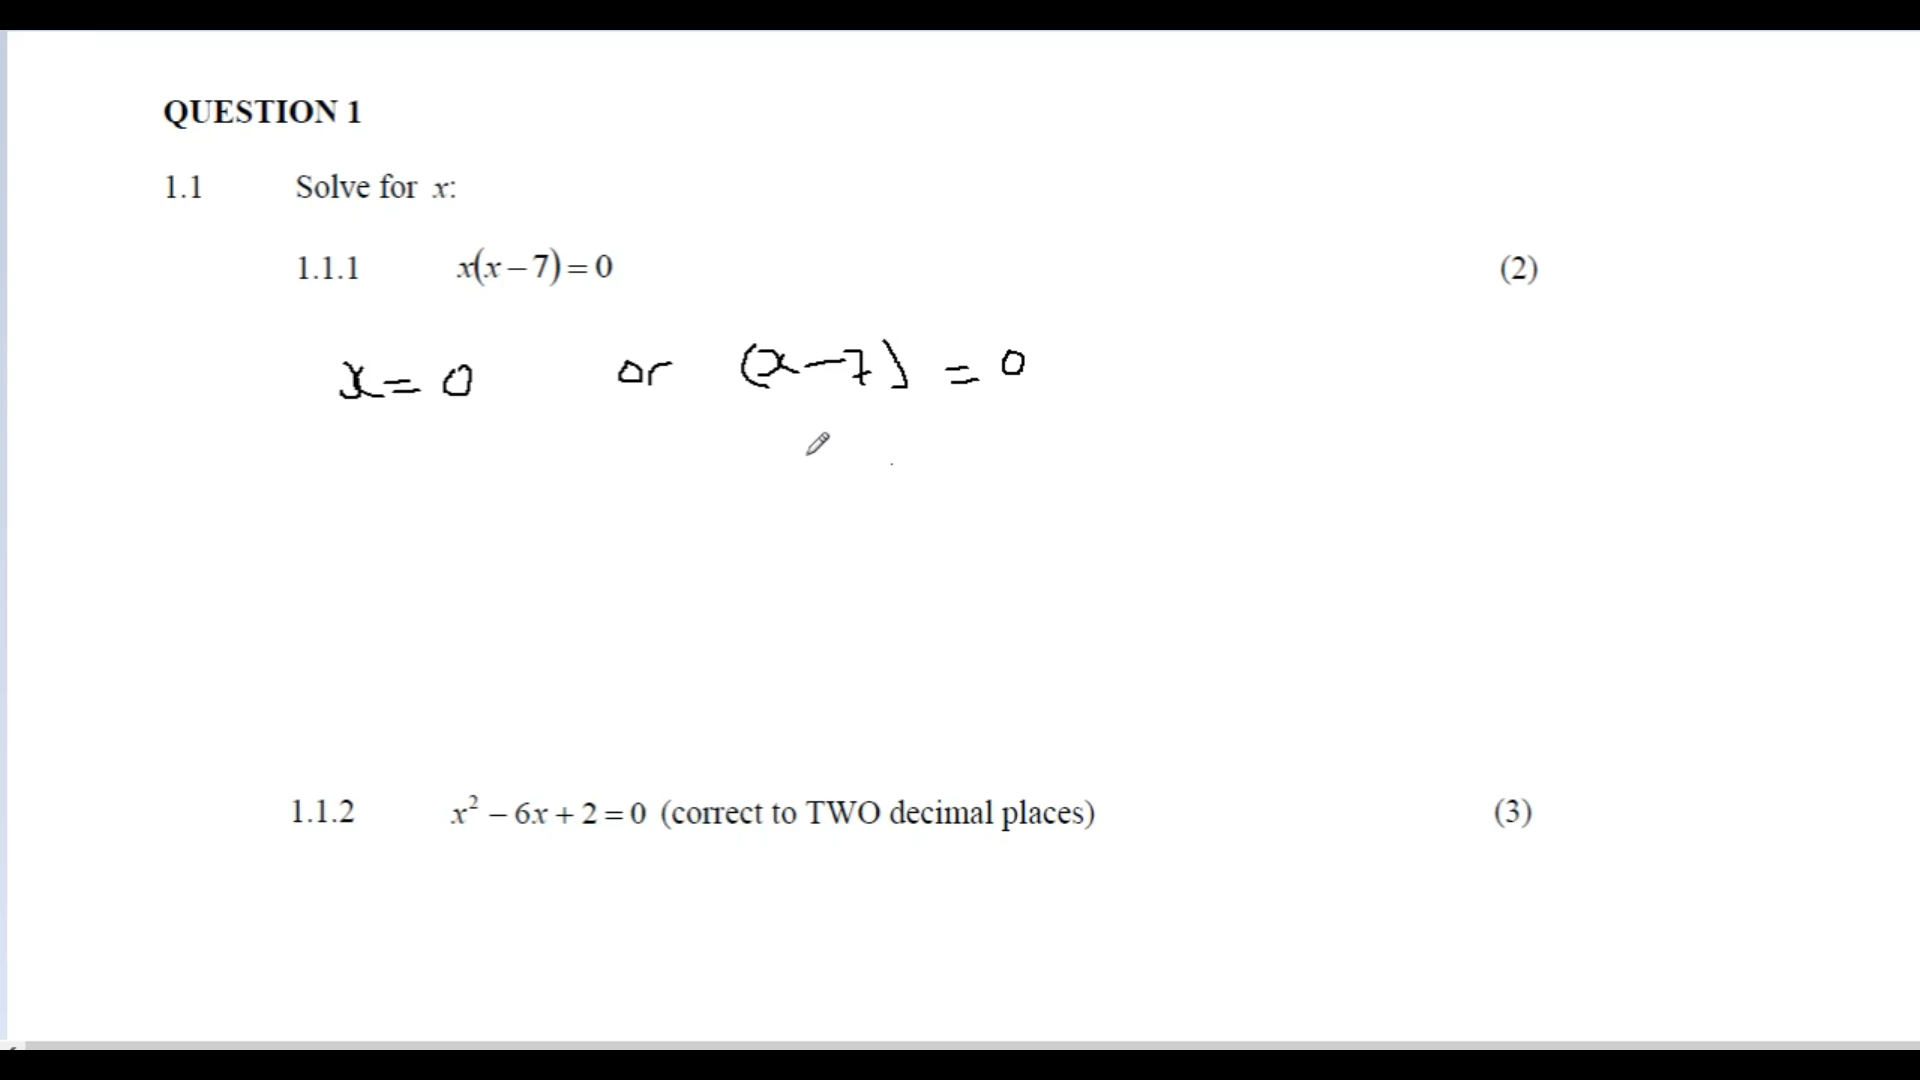 QUESTION 1
1.1 Solve for x:
1.1.1 x(x − 7) = 0 (2)
x = 0 or (x − 7) = 0
1.1.2 x² − 6x + 2 = 0 (correct to TWO decimal places) (3)